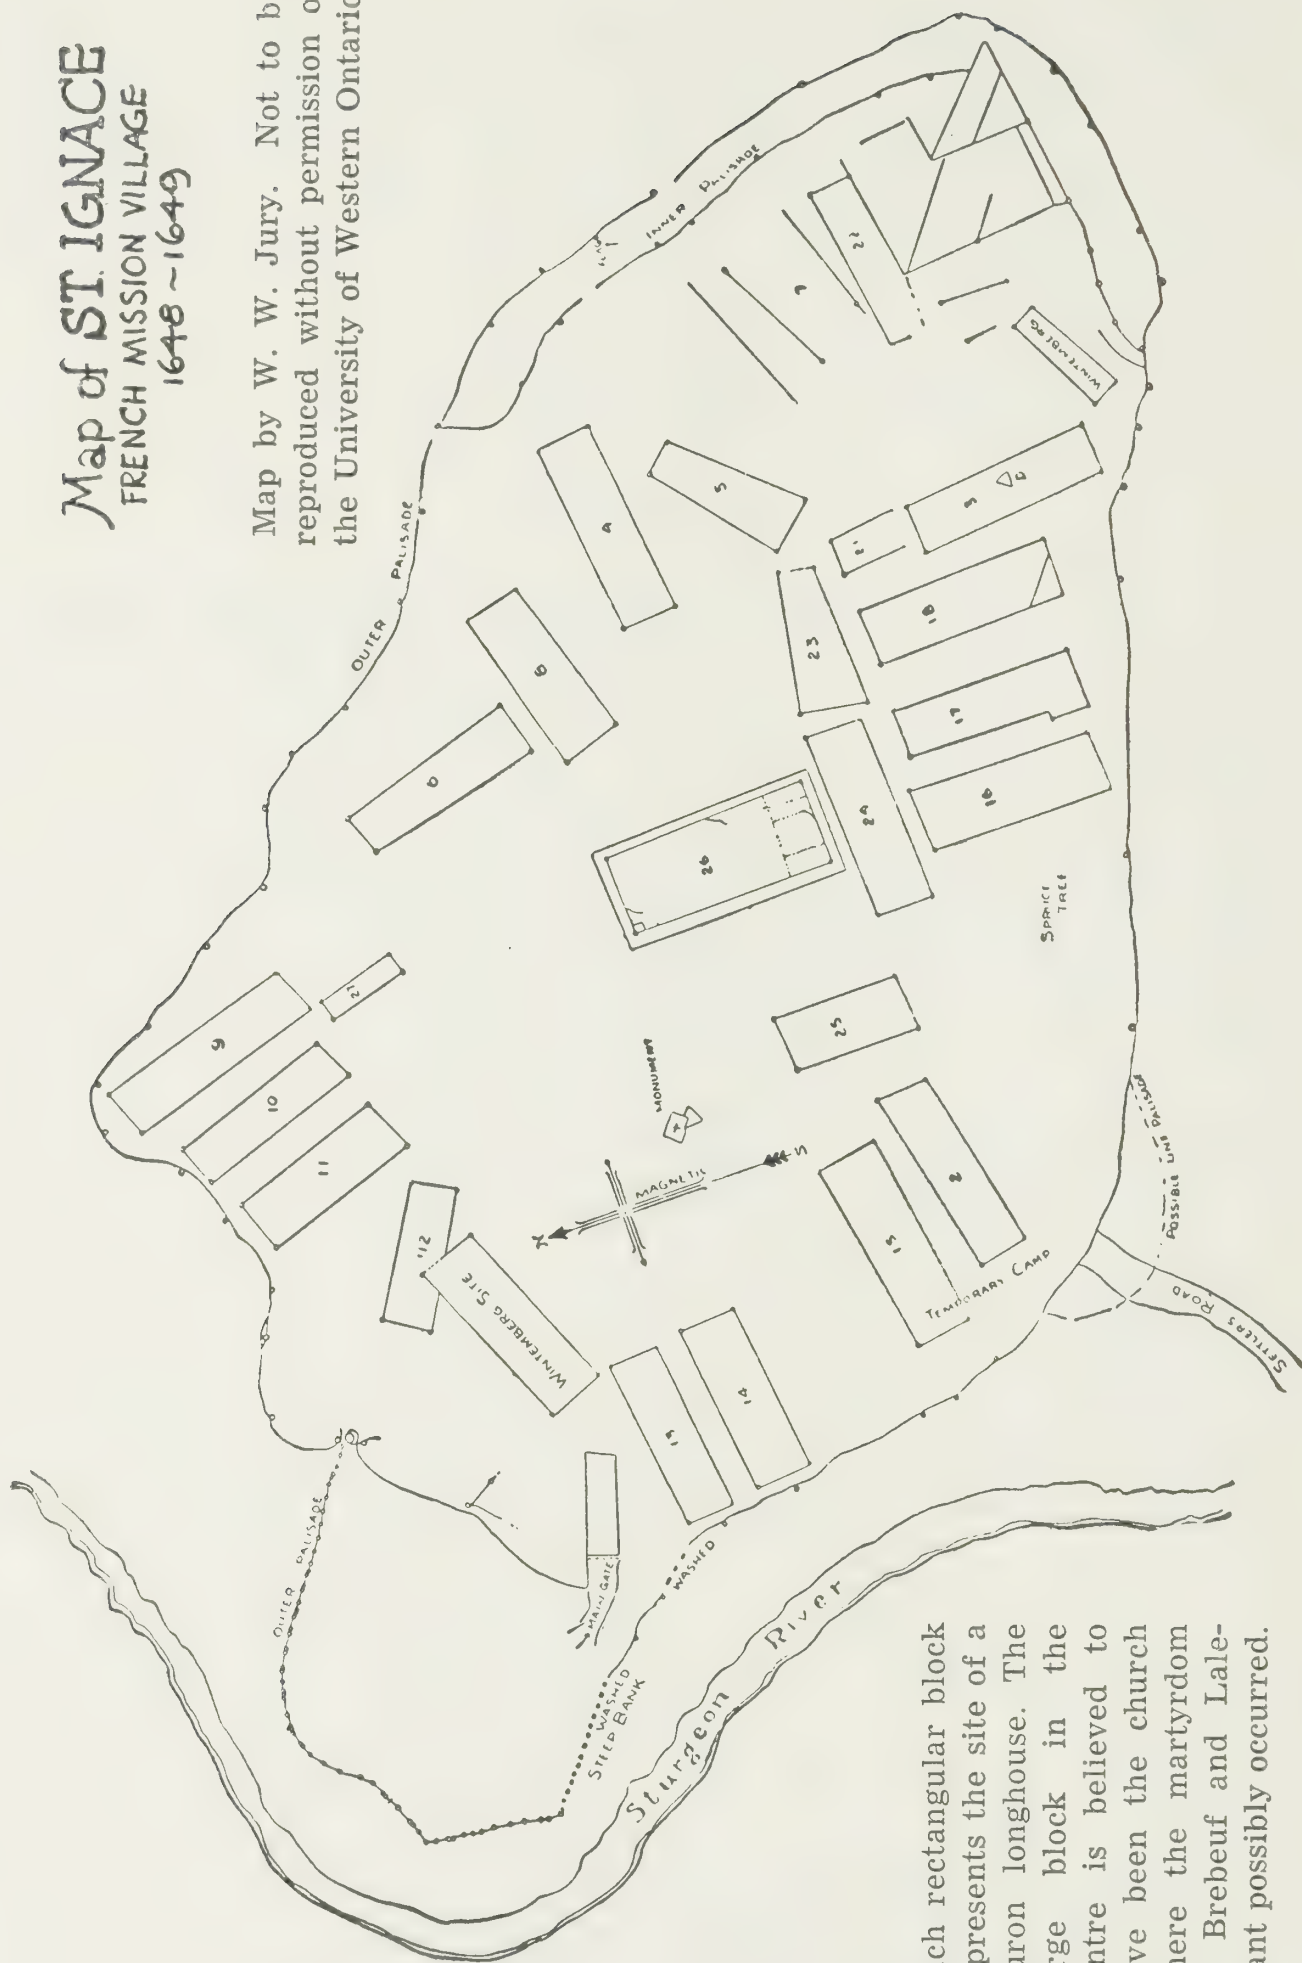 Map of ST. IGNACE
FRENCH MISSION VILLAGE
1648~1649
Map by W. W. Jury. Not to b
reproduced without permission o
the University of Western Ontario
OUTER PALISADE
INNER PALISADE
22
WINTEMBERG
4
5
3
21
18
23
17
16
24
26
6
SPRUCE
TREE
25
MONUMENT
MAGNETIC
N
S
9
27
10
11
12
WINTEMBERG SITE
2
15
TEMPORARY CAMP
POSSIBLE LINE PALISADE
SETTLERS ROAD
13
14
MAIN GATE
WASHED
OUTER PALISADE
WASHED
STEEP BANK
Sturgeon River
ch rectangular block
presents the site of a
uron longhouse. The
rge block in the
ntre is believed to
ve been the church
here the martyrdom
Brebeuf and Lale-
ant possibly occurred.